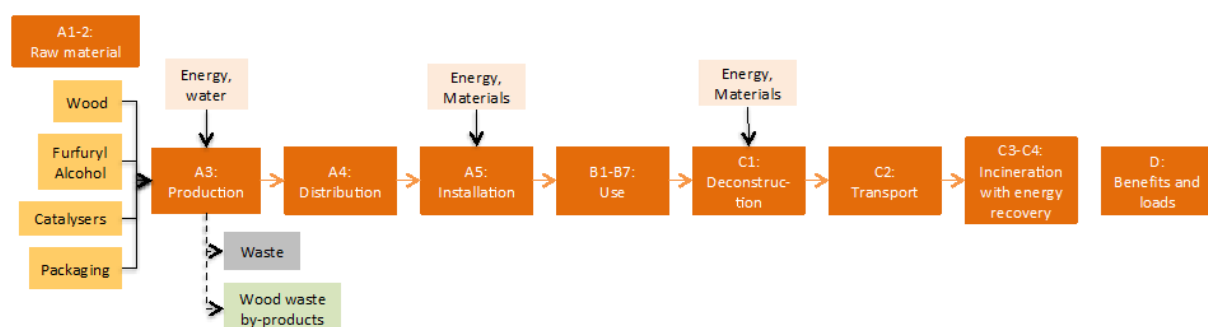 A1-2:
Raw material
Wood
Furfuryl
Alcohol
Catalysers
Packaging
Energy,
water
A3:
Production
Waste
Wood waste
by-products
A4:
Distribution
Energy,
Materials
A5:
Installation
B1-B7:
Use
Energy,
Materials
C1:
Deconstruc-
tion
C2:
Transport
C3-C4:
Incineration
with energy
recovery
D:
Benefits and
loads